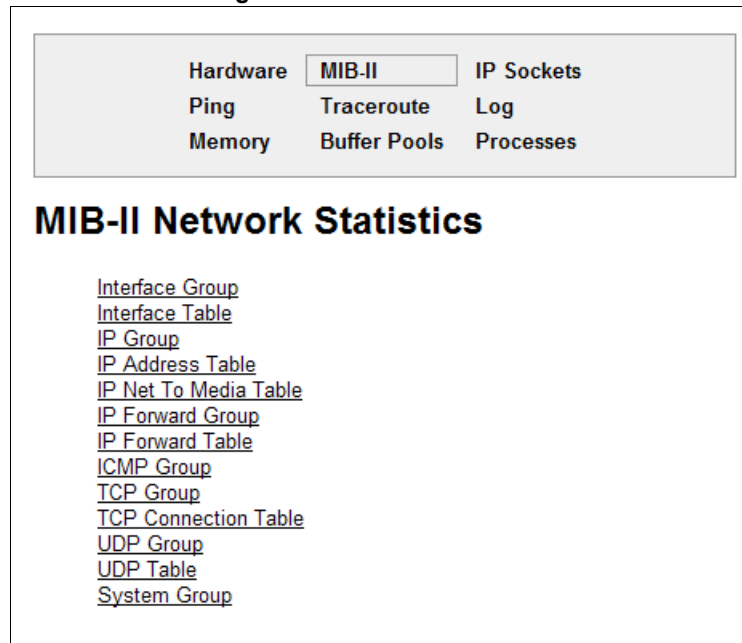 Hardware MIB-II IP Sockets
Ping Traceroute Log
Memory Buffer Pools Processes
MIB-II Network Statistics
Interface Group
Interface Table
IP Group
IP Address Table
IP Net To Media Table
IP Forward Group
IP Forward Table
ICMP Group
TCP Group
TCP Connection Table
UDP Group
UDP Table
System Group